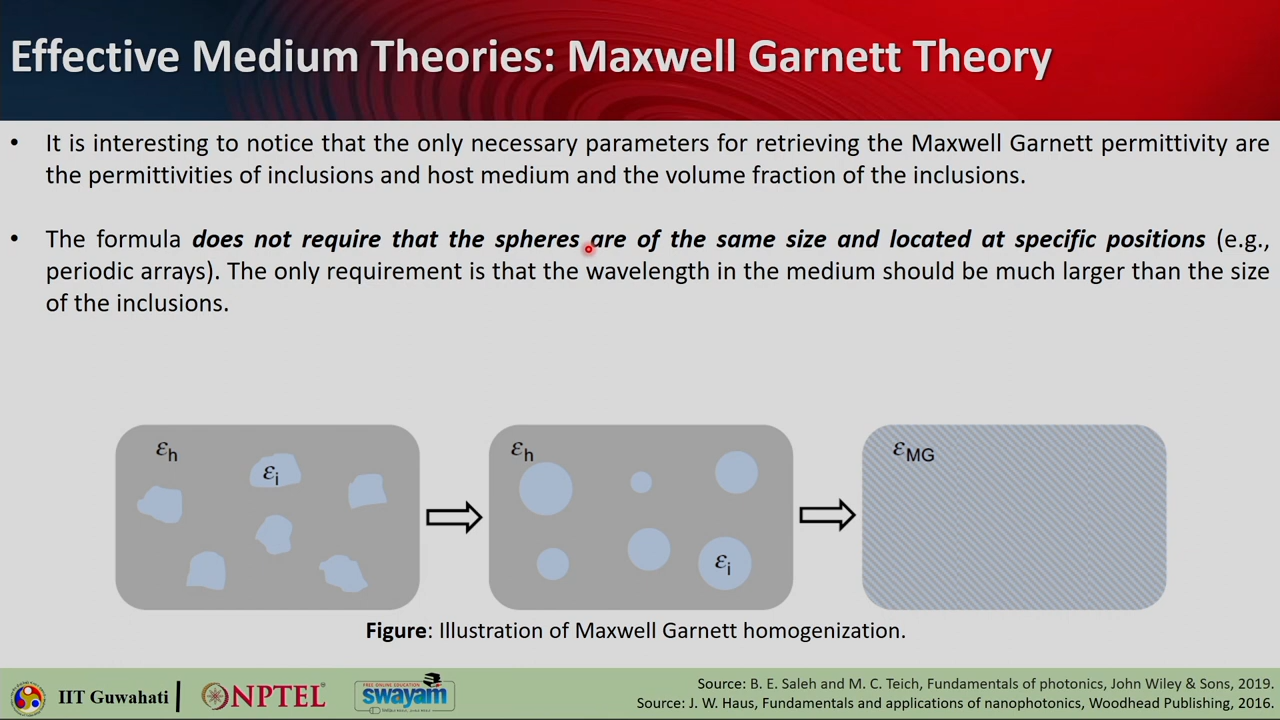 Effective Medium Theories: Maxwell Garnett Theory
• It is interesting to notice that the only necessary parameters for retrieving the Maxwell Garnett permittivity are
the permittivities of inclusions and host medium and the volume fraction of the inclusions.
• The formula does not require that the spheres are of the same size and located at specific positions (e.g.,
periodic arrays). The only requirement is that the wavelength in the medium should be much larger than the size
of the inclusions.
εh
εi
εh
εi
εMG
Figure: Illustration of Maxwell Garnett homogenization.
IIT Guwahati
NPTEL
FREE ONLINE EDUCATION
swayam
Source: B. E. Saleh and M. C. Teich, Fundamentals of photonics, John Wiley & Sons, 2019.
Source: J. W. Haus, Fundamentals and applications of nanophotonics, Woodhead Publishing, 2016.